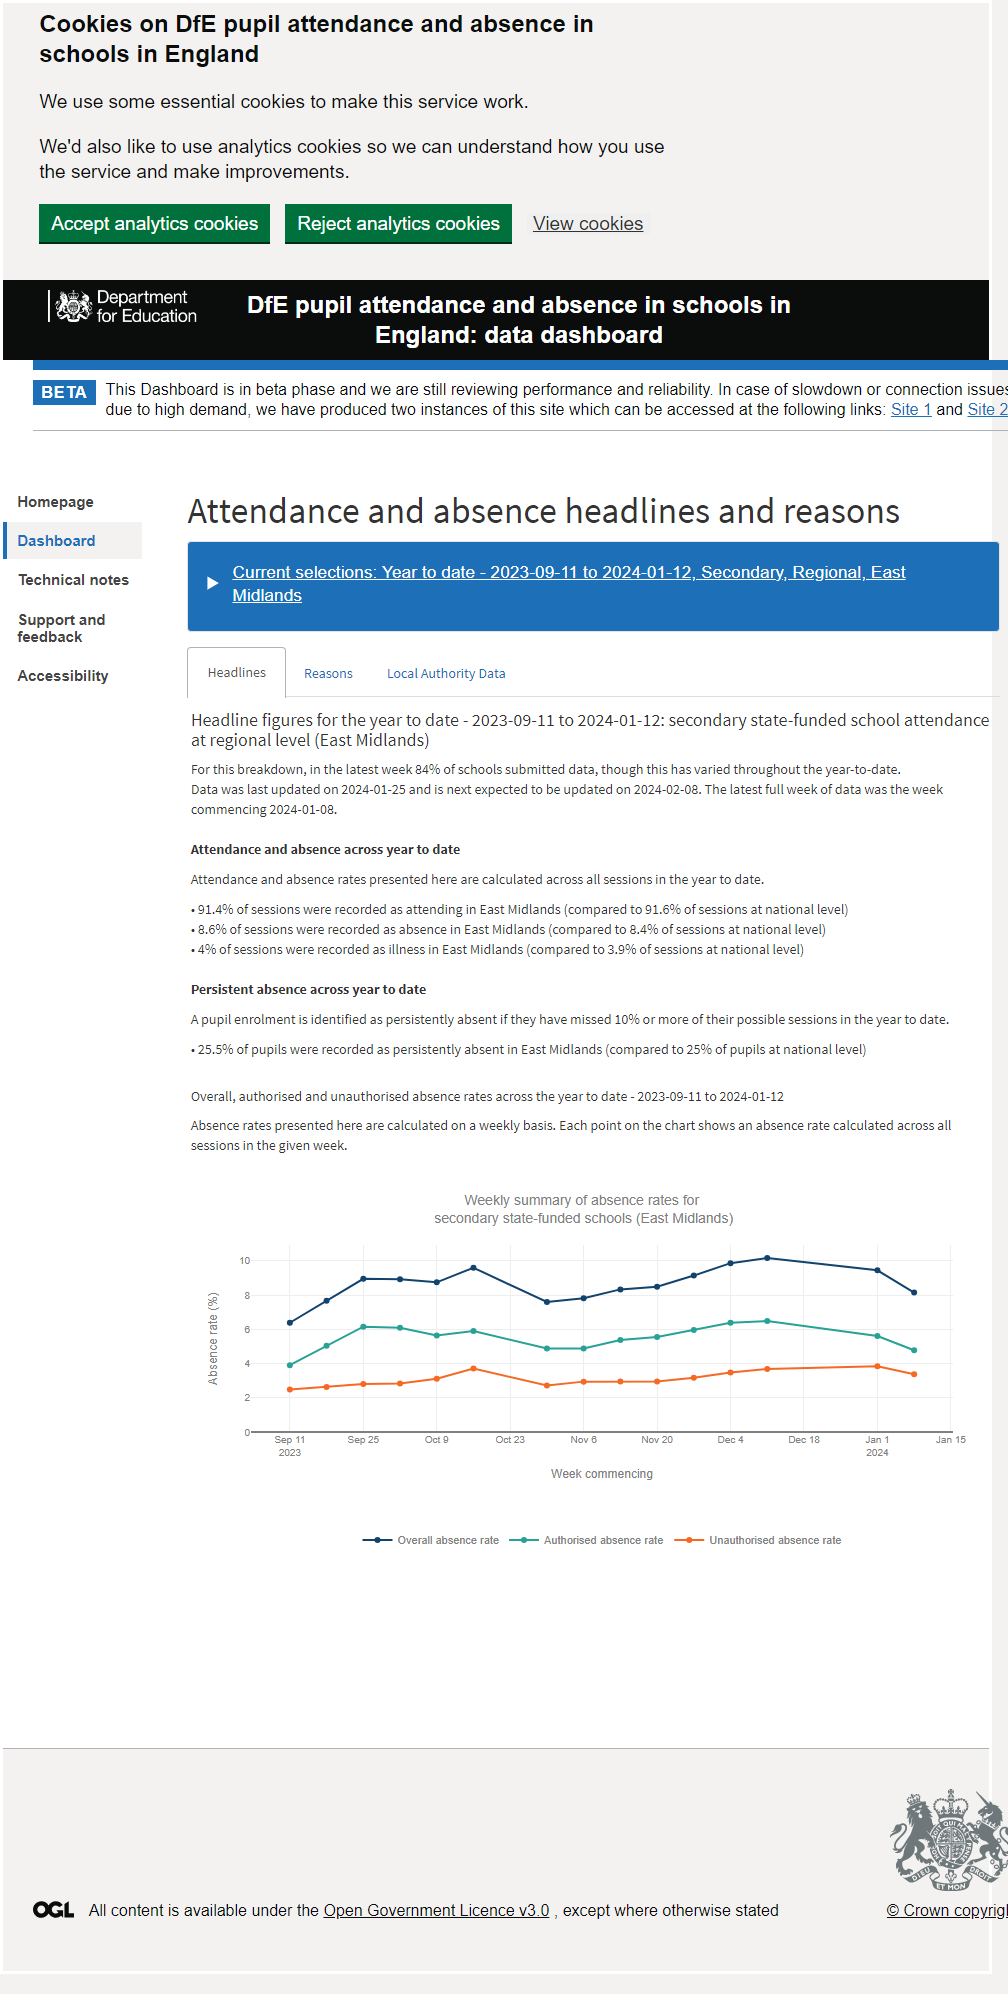 Cookies on DfE pupil attendance and absence in
schools in England
We use some essential cookies to make this service work.
We'd also like to use analytics cookies so we can understand how you use
the service and make improvements.
Accept analytics cookies
Reject analytics cookies
View cookies
Department
for Education
DfE pupil attendance and absence in schools in
England: data dashboard
BETA
This Dashboard is in beta phase and we are still reviewing performance and reliability. In case of slowdown or connection issues
due to high demand, we have produced two instances of this site which can be accessed at the following links: Site 1 and Site 2
Homepage
Dashboard
Technical notes
Support and
feedback
Accessibility
Attendance and absence headlines and reasons
Current selections: Year to date - 2023-09-11 to 2024-01-12, Secondary, Regional, East
Midlands
Headlines
Reasons
Local Authority Data
Headline figures for the year to date - 2023-09-11 to 2024-01-12: secondary state-funded school attendance
at regional level (East Midlands)
For this breakdown, in the latest week 84% of schools submitted data, though this has varied throughout the year-to-date.
Data was last updated on 2024-01-25 and is next expected to be updated on 2024-02-08. The latest full week of data was the week
commencing 2024-01-08.
Attendance and absence across year to date
Attendance and absence rates presented here are calculated across all sessions in the year to date.
• 91.4% of sessions were recorded as attending in East Midlands (compared to 91.6% of sessions at national level)
• 8.6% of sessions were recorded as absence in East Midlands (compared to 8.4% of sessions at national level)
• 4% of sessions were recorded as illness in East Midlands (compared to 3.9% of sessions at national level)
Persistent absence across year to date
A pupil enrolment is identified as persistently absent if they have missed 10% or more of their possible sessions in the year to date.
• 25.5% of pupils were recorded as persistently absent in East Midlands (compared to 25% of pupils at national level)
Overall, authorised and unauthorised absence rates across the year to date - 2023-09-11 to 2024-01-12
Absence rates presented here are calculated on a weekly basis. Each point on the chart shows an absence rate calculated across all
sessions in the given week.
Weekly summary of absence rates for
secondary state-funded schools (East Midlands)
Absence rate (%)
10
8
6
4
2
0
Sep 11
2023
Sep 25
Oct 9
Oct 23
Nov 6
Nov 20
Dec 4
Dec 18
Jan 1
2024
Jan 15
Week commencing
Overall absence rate
Authorised absence rate
Unauthorised absence rate
DIEU ET MON DROIT
OGL
All content is available under the Open Government Licence v3.0 , except where otherwise stated
© Crown copyrigh